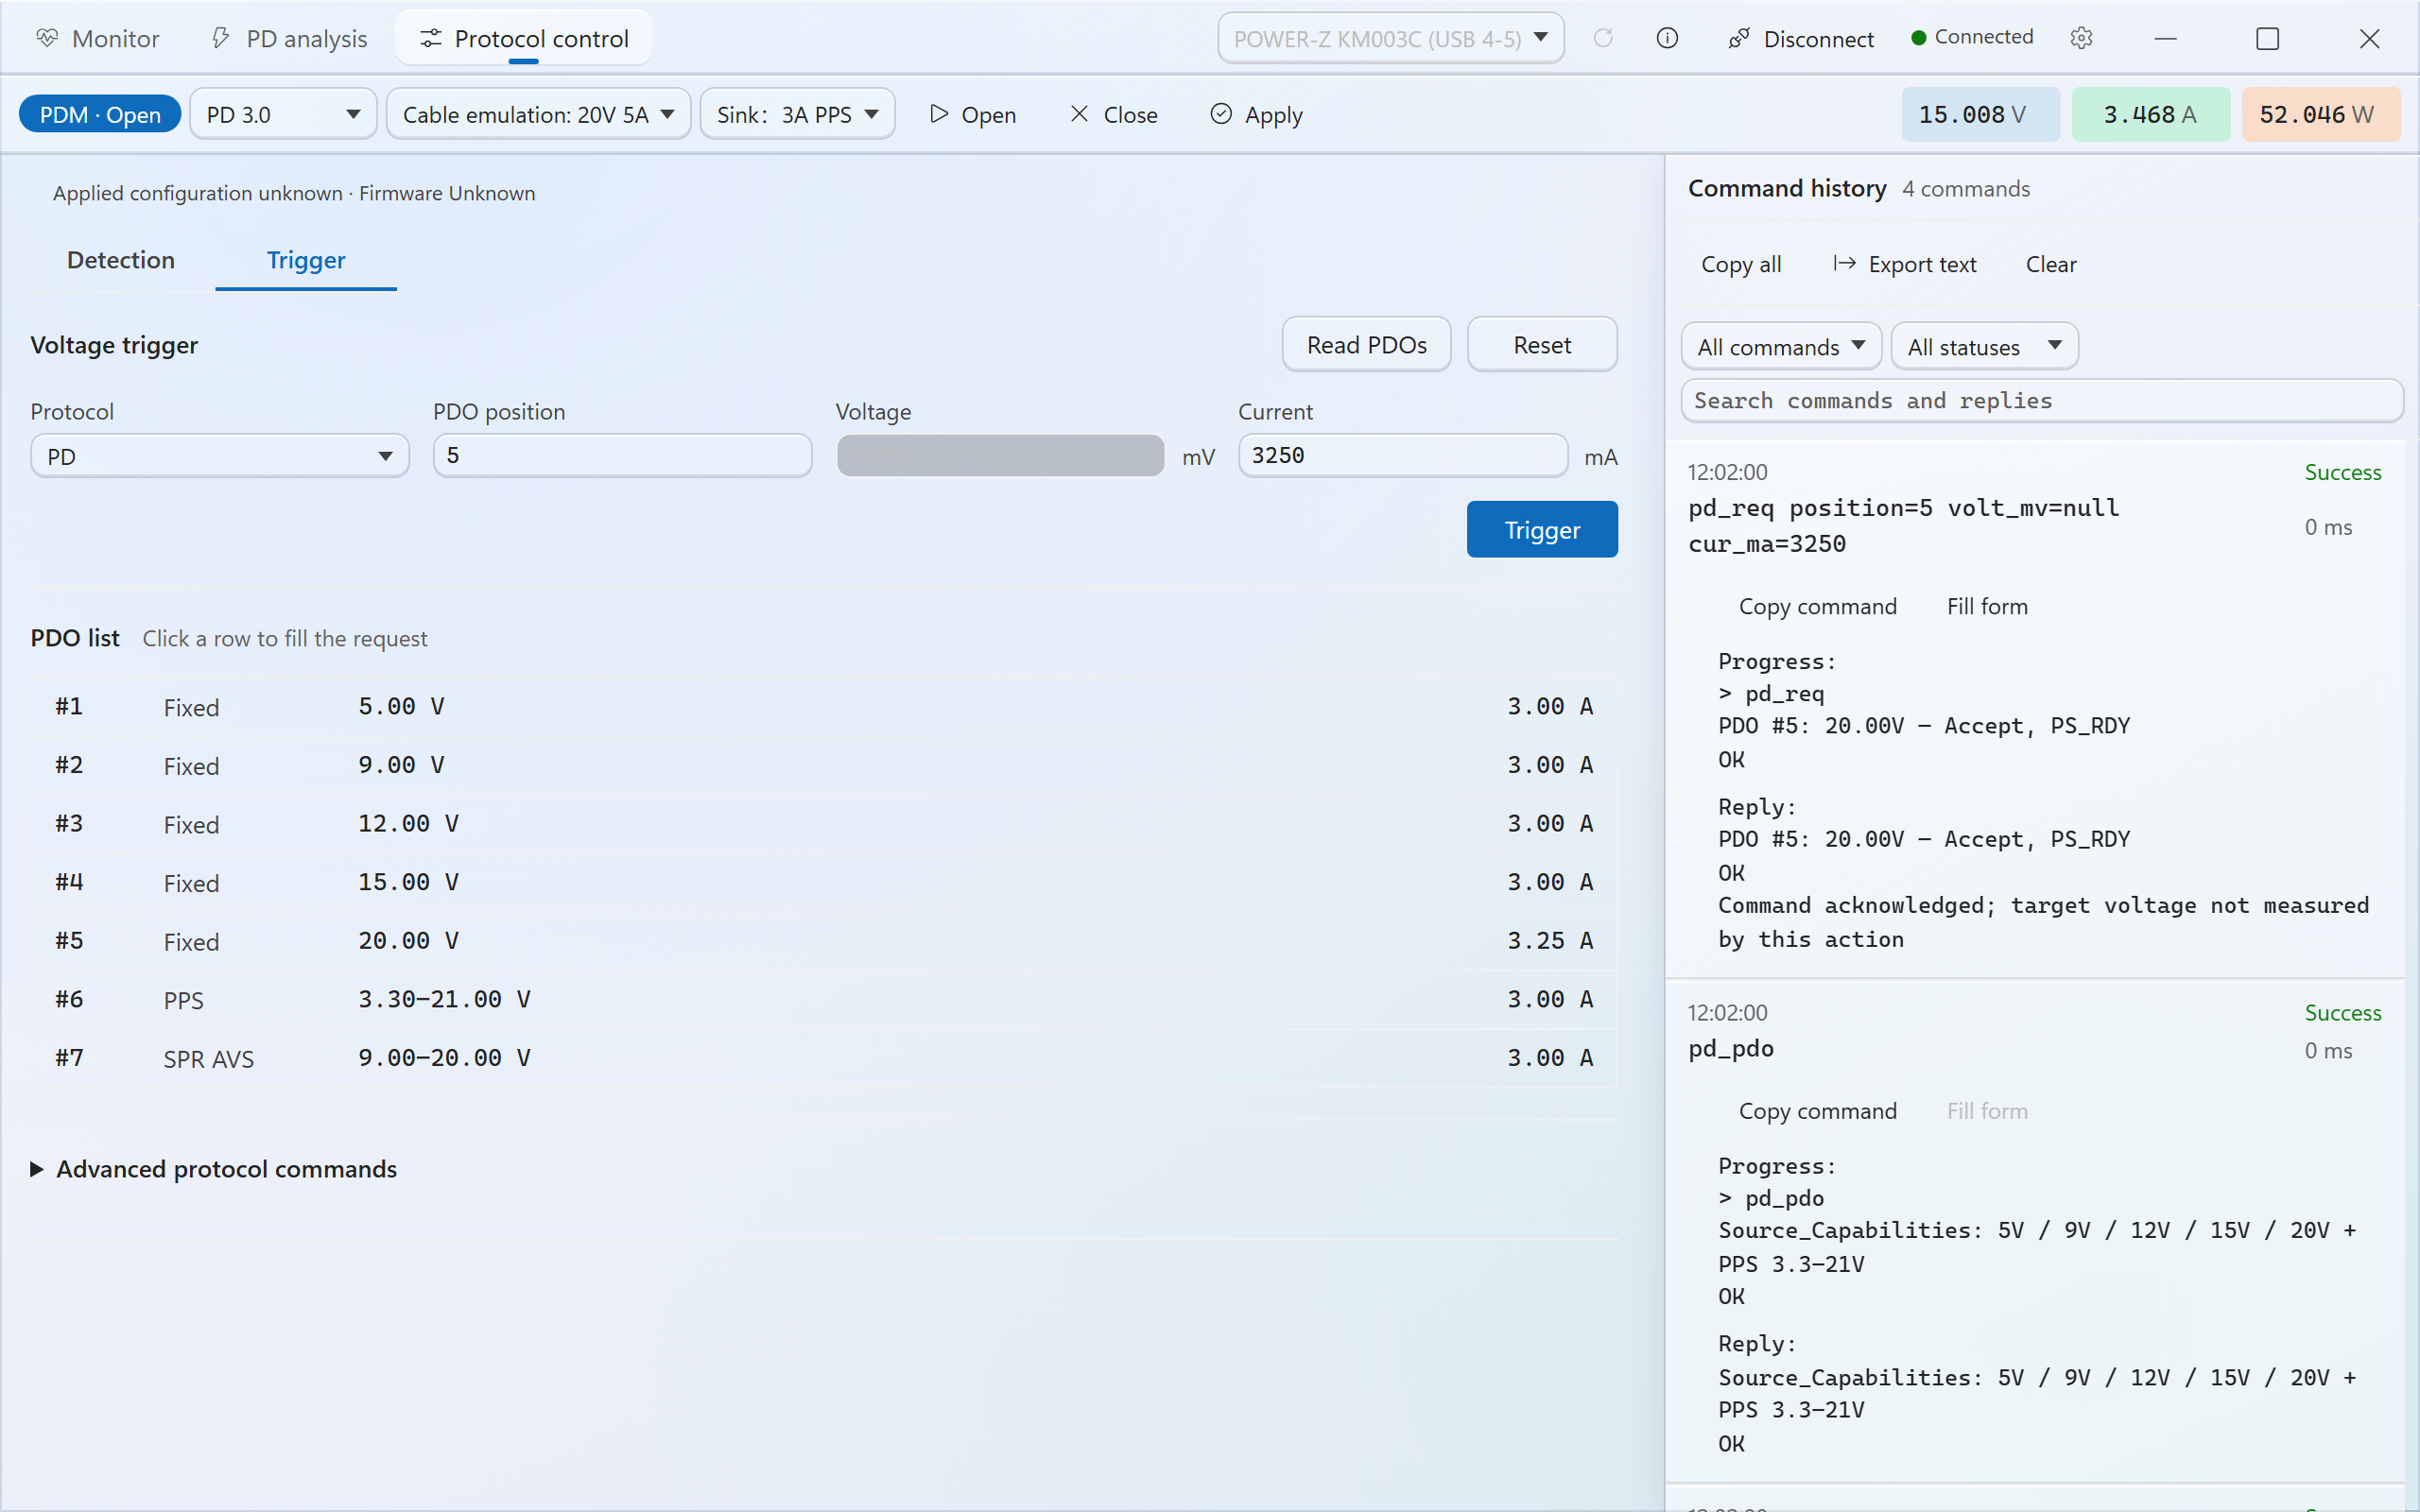 Monitor
PD analysis
Protocol control
POWER-Z KM003C (USB 4-5)
Disconnect
Connected
PDM · Open
PD 3.0
Cable emulation: 20V 5A
Sink: 3A PPS
Open
Close
Apply
15.008 V
3.468 A
52.046 W
Applied configuration unknown · Firmware Unknown
Detection
Trigger
Voltage trigger
Read PDOs
Reset
Protocol
PDO position
Voltage
Current
PD
5
mV
3250
mA
Trigger
PDO list Click a row to fill the request
#1 Fixed 5.00 V 3.00 A
#2 Fixed 9.00 V 3.00 A
#3 Fixed 12.00 V 3.00 A
#4 Fixed 15.00 V 3.00 A
#5 Fixed 20.00 V 3.25 A
#6 PPS 3.30–21.00 V 3.00 A
#7 SPR AVS 9.00–20.00 V 3.00 A
Advanced protocol commands
Command history 4 commands
Copy all
Export text
Clear
All commands
All statuses
Search commands and replies
12:02:00 Success
pd_req position=5 volt_mv=null
cur_ma=3250
0 ms
Copy command Fill form
Progress:
> pd_req
PDO #5: 20.00V — Accept, PS_RDY
OK
Reply:
PDO #5: 20.00V — Accept, PS_RDY
OK
Command acknowledged; target voltage not measured
by this action
12:02:00 Success
pd_pdo
0 ms
Copy command Fill form
Progress:
> pd_pdo
Source_Capabilities: 5V / 9V / 12V / 15V / 20V +
PPS 3.3–21V
OK
Reply:
Source_Capabilities: 5V / 9V / 12V / 15V / 20V +
PPS 3.3–21V
OK